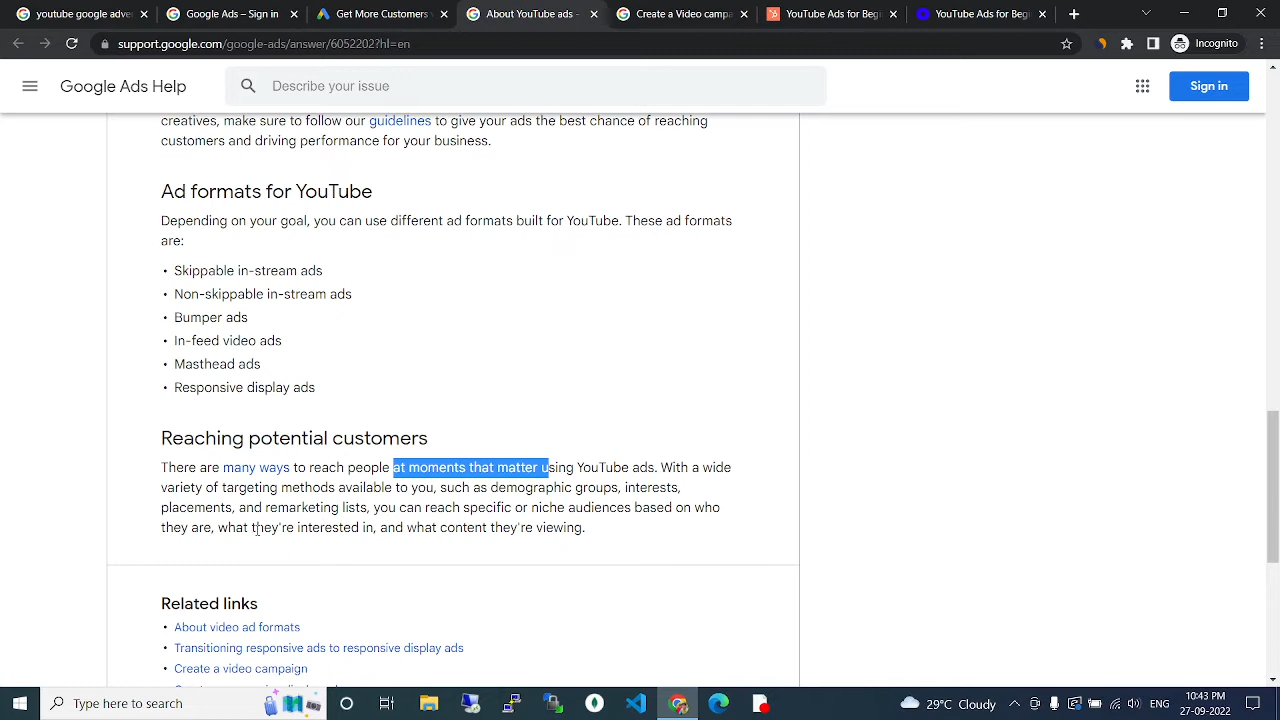 youtube google adver
Google Ads – Sign in
Get More Customers w
About YouTube ads -
Create a Video campa
YouTube Ads for Begi
YouTube Ads for Begi
support.google.com/google-ads/answer/6052202?hl=en
Incognito
Google Ads Help
Describe your issue
Sign in
creatives, make sure to follow our guidelines to give your ads the best chance of reaching
customers and driving performance for your business.
Ad formats for YouTube
Depending on your goal, you can use different ad formats built for YouTube. These ad formats
are:
• Skippable in-stream ads
• Non-skippable in-stream ads
• Bumper ads
• In-feed video ads
• Masthead ads
• Responsive display ads
Reaching potential customers
There are many ways to reach people at moments that matter using YouTube ads. With a wide
variety of targeting methods available to you, such as demographic groups, interests,
placements, and remarketing lists, you can reach specific or niche audiences based on who
they are, what they're interested in, and what content they're viewing.
Related links
• About video ad formats
• Transitioning responsive ads to responsive display ads
• Create a video campaign
Type here to search
29°C Cloudy
ENG
10:43 PM
27-09-2022